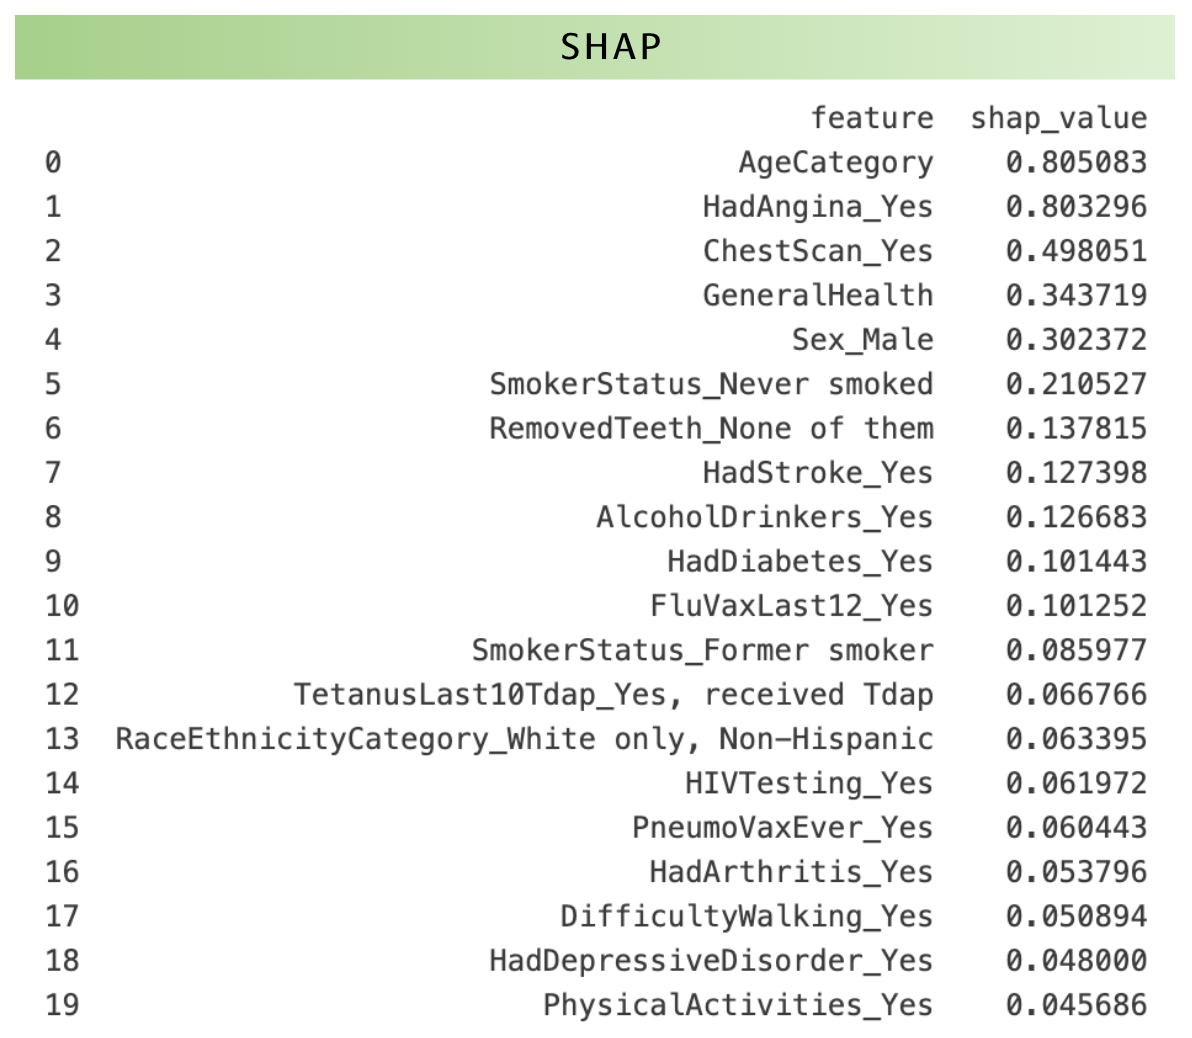 SHAP
feature shap_value
0 AgeCategory 0.805083
1 HadAngina_Yes 0.803296
2 ChestScan_Yes 0.498051
3 GeneralHealth 0.343719
4 Sex_Male 0.302372
5 SmokerStatus_Never smoked 0.210527
6 RemovedTeeth_None of them 0.137815
7 HadStroke_Yes 0.127398
8 AlcoholDrinkers_Yes 0.126683
9 HadDiabetes_Yes 0.101443
10 FluVaxLast12_Yes 0.101252
11 SmokerStatus_Former smoker 0.085977
12 TetanusLast10Tdap_Yes, received Tdap 0.066766
13 RaceEthnicityCategory_White only, Non-Hispanic 0.063395
14 HIVTesting_Yes 0.061972
15 PneumoVaxEver_Yes 0.060443
16 HadArthritis_Yes 0.053796
17 DifficultyWalking_Yes 0.050894
18 HadDepressiveDisorder_Yes 0.048000
19 PhysicalActivities_Yes 0.045686